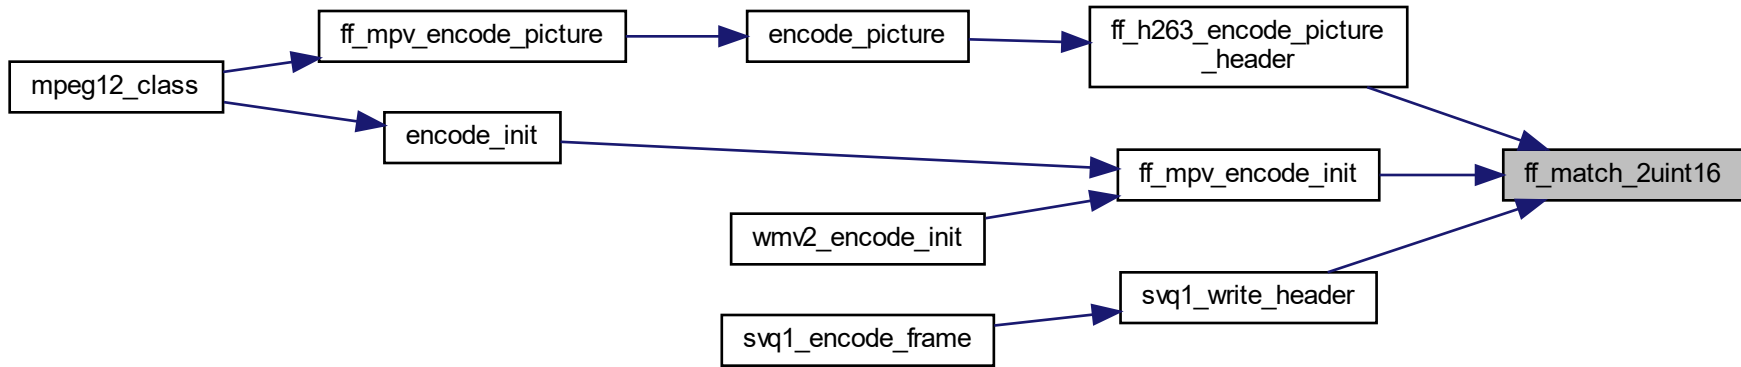 ff_mpv_encode_picture
encode_picture
ff_h263_encode_picture
_header
mpeg12_class
encode_init
ff_mpv_encode_init
ff_match_2uint16
wmv2_encode_init
svq1_write_header
svq1_encode_frame